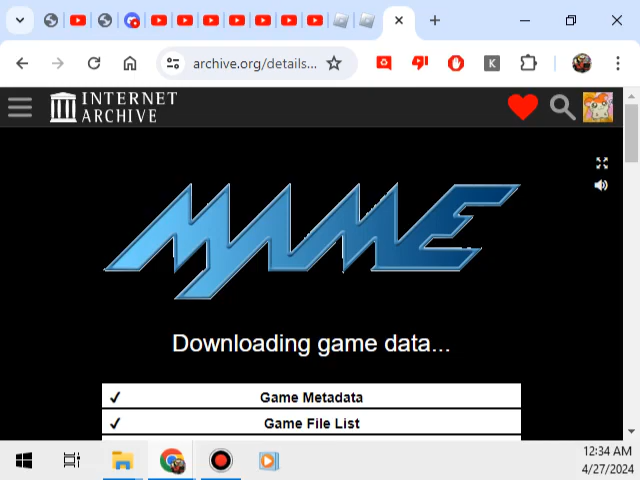 archive.org/details...
K
INTERNET
ARCHIVE
MAME
Downloading game data...
✓ Game Metadata
✓ Game File List
12:34 AM
4/27/2024